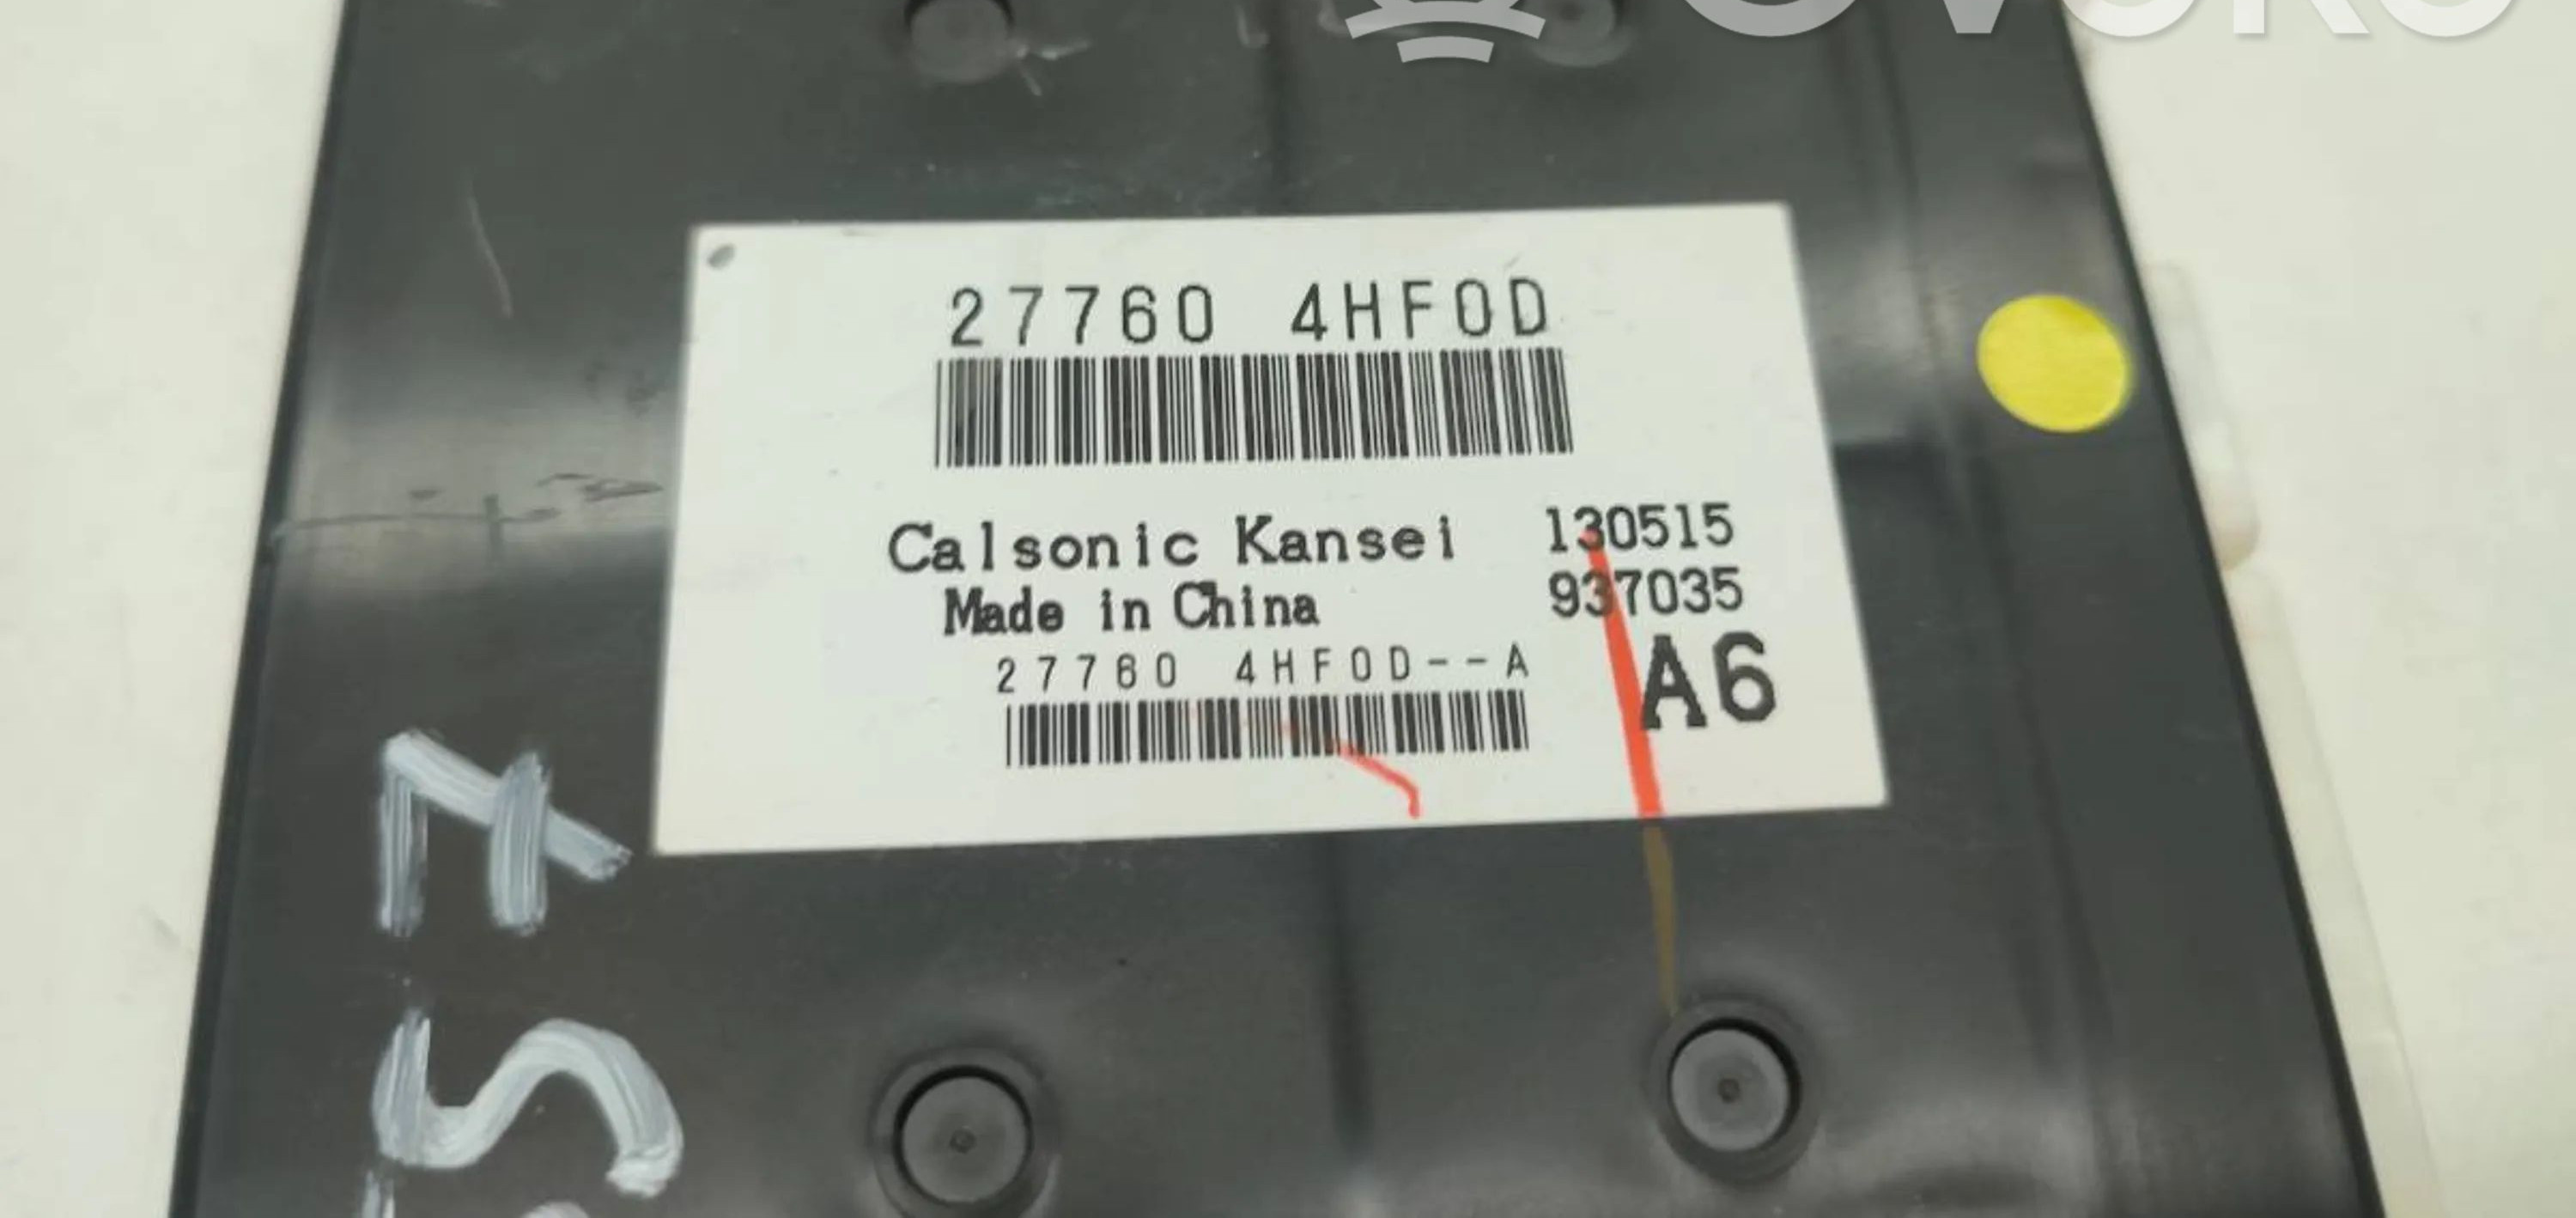 27760 4HF0D
Calsonic Kansei 130515
Made in China 937035
27760 4HF0D--A A6